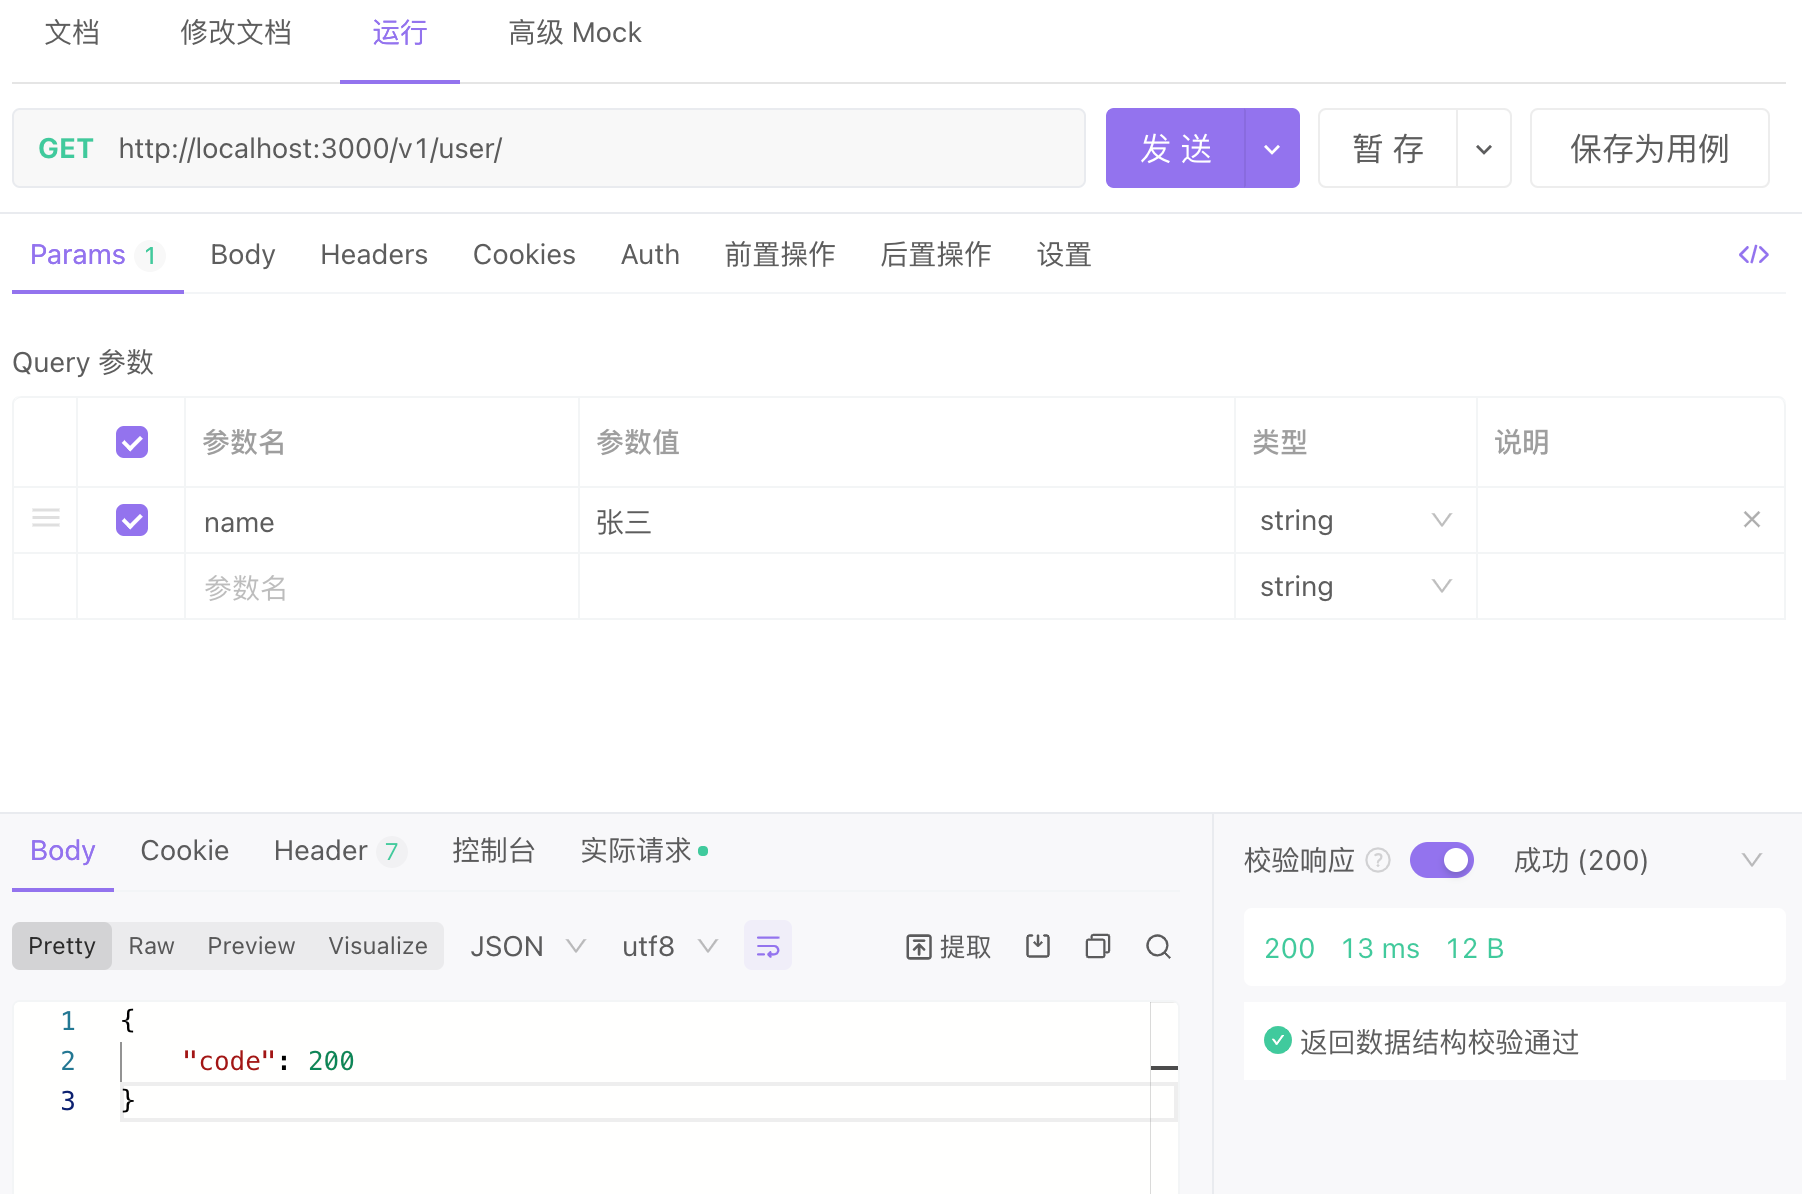 文档 修改文档 运行 高级 Mock
GET http://localhost:3000/v1/user/ 发 送 暂 存 保存为用例
Params 1 Body Headers Cookies Auth 前置操作 后置操作 设置 </>
Query 参数
参数名 参数值 类型 说明
name 张三 string
参数名 string
Body Cookie Header 7 控制台 实际请求 校验响应 ? 成功 (200)
Pretty Raw Preview Visualize JSON utf8 提取 200 13 ms 12 B
1 {
2 "code": 200
3 }
返回数据结构校验通过